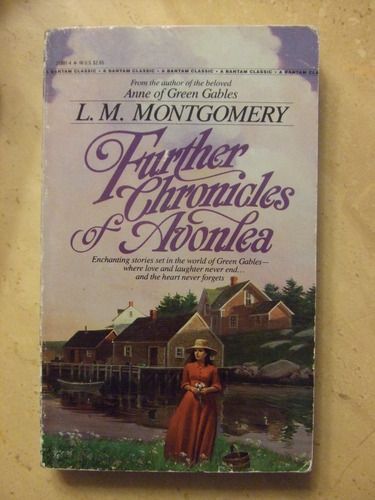 A BANTAM CLASSIC • A BANTAM CLASSIC • A BANTAM CLASSIC • A BANTAM CLASSIC • A BANTAM CLASSIC
From the author of the beloved
Anne of Green Gables
L. M. MONTGOMERY
Further
Chronicles
of Avonlea
Enchanting stories set in the world of Green Gables—
where love and laughter never end...
and the heart never forgets